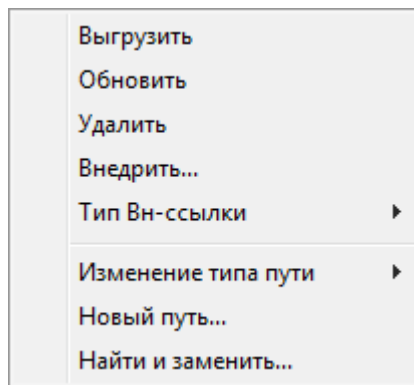 Выгрузить
Обновить
Удалить
Внедрить...
Тип Вн-ссылки
Изменение типа пути
Новый путь...
Найти и заменить...